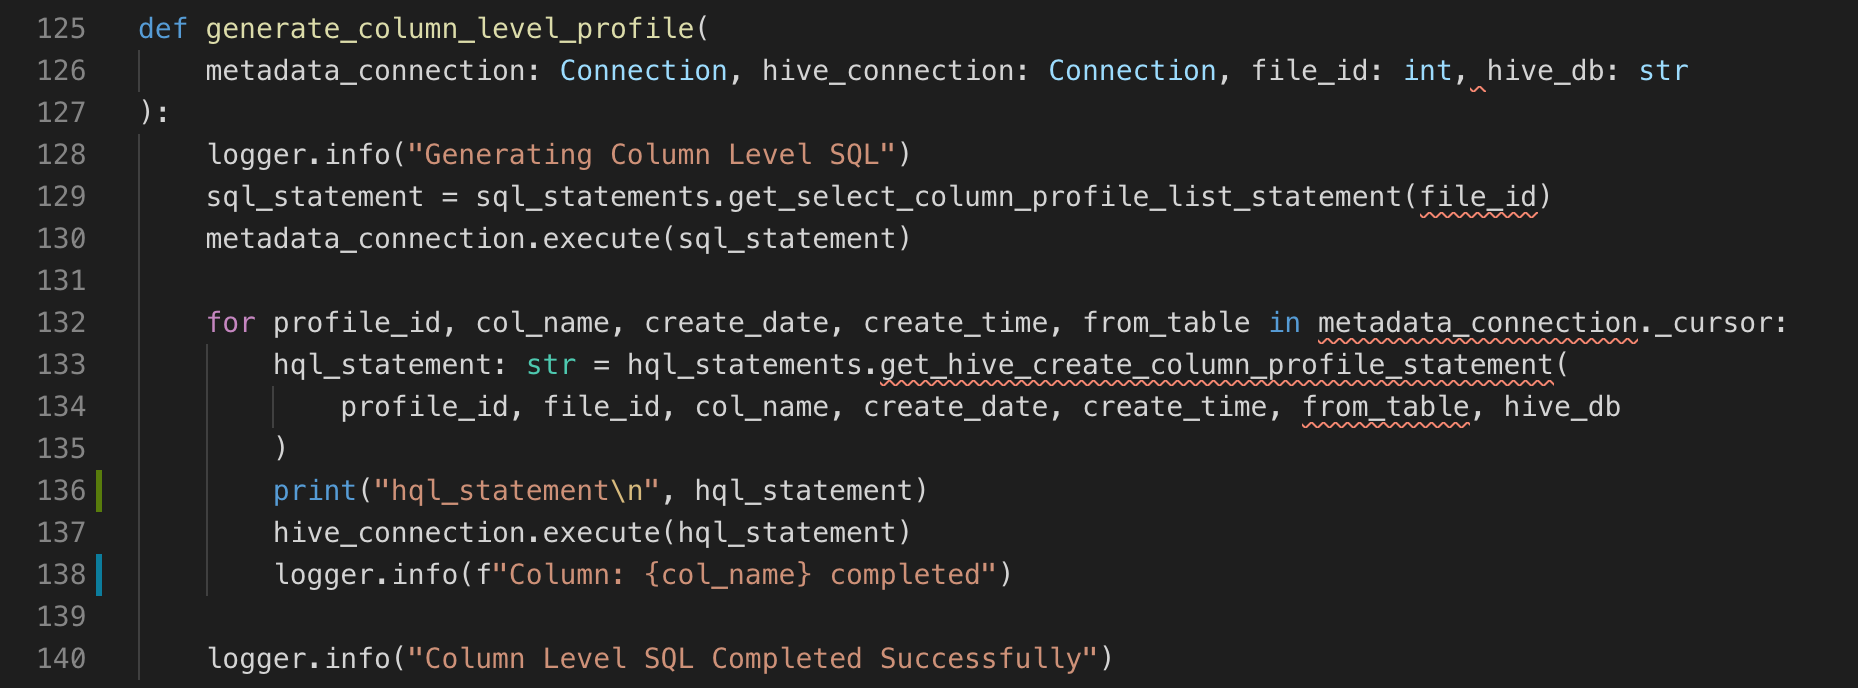 125 def generate_column_level_profile(
126 metadata_connection: Connection, hive_connection: Connection, file_id: int, hive_db: str
127 ):
128 logger.info("Generating Column Level SQL")
129 sql_statement = sql_statements.get_select_column_profile_list_statement(file_id)
130 metadata_connection.execute(sql_statement)
131
132 for profile_id, col_name, create_date, create_time, from_table in metadata_connection._cursor:
133 hql_statement: str = hql_statements.get_hive_create_column_profile_statement(
134 profile_id, file_id, col_name, create_date, create_time, from_table, hive_db
135 )
136 print("hql_statement\n", hql_statement)
137 hive_connection.execute(hql_statement)
138 logger.info(f"Column: {col_name} completed")
139
140 logger.info("Column Level SQL Completed Successfully")